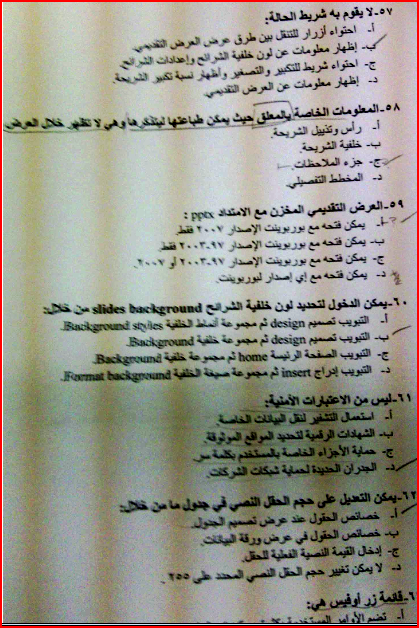 ٥٧-لا يقوم به شريط الحالة:
أ- احتواء أزرار للتنقل بين طرق عرض العرض التقديمي.
ب- إظهار معلومات عن لون خلفية الشرائح وإعدادات الشرائح.
ج- احتواء شريط للتكبير والتصغير وأظهار نسبة تكبير الشريحة.
د- إظهار معلومات عن العرض التقديمي.
٥٨-المعلومات الخاصة بالمعلق حيث يمكن طباعتها ليتذكرها وهي لا تظهر خلال العرض.
أ- رأس وتذييل الشريحة.
ب- خلفية الشريحة.
ج- جزء الملاحظات.
د- المخطط التفصيلي.
٥٩-العرض التقديمي المخزن مع الامتداد pptx :
أ- يمكن فتحه مع بوربوينت الإصدار ٢٠٠٧ فقط.
ب- يمكن فتحه مع بوربوينت الإصدار ٩٧-٢٠٠٣ فقط.
ج- يمكن فتحه مع بوربوينت الإصدار ٩٧-٢٠٠٣ أو ٢٠٠٧.
د- يمكن فتحه مع إي إصدار لبوربوينت.
٦٠-يمكن الدخول لتحديد لون خلفية الشرائح slides background من خلال:
أ- التبويب تصميم design ثم مجموعة أنماط الخلفية Background styles.
ب- التبويب تصميم design ثم مجموعة خلفية Background.
ج- التبويب الصفحة الرئيسة home ثم مجموعة خلفية Background.
د- التبويب إدراج insert ثم مجموعة صيغة الخلفية Format background.
٦١-ليس من الاعتبارات الأمنية:
أ- استعمال التشفير لنقل البيانات الخاصة.
ب- الشهادات الرقمية لتحديد المواقع الموثوقة.
ج- حماية الأجزاء الخاصة بالمستخدم بكلمة سر.
د- الجدران الحديدة لحماية شبكات الشركات.
٦٢-يمكن التعديل على حجم الحقل النصي في جدول ما من خلال:
أ- خصائص الحقول عند عرض تصميم الجدول.
ب- خصائص الحقول في عرض ورقة البيانات.
ج- إدخال القيمة النصية الفعلية للحقل.
د- لا يمكن تغيير حجم الحقل النصي المحدد على ٢٥٥ .
قائمة زر أوفيس هي:
أ- تضم الأوامر